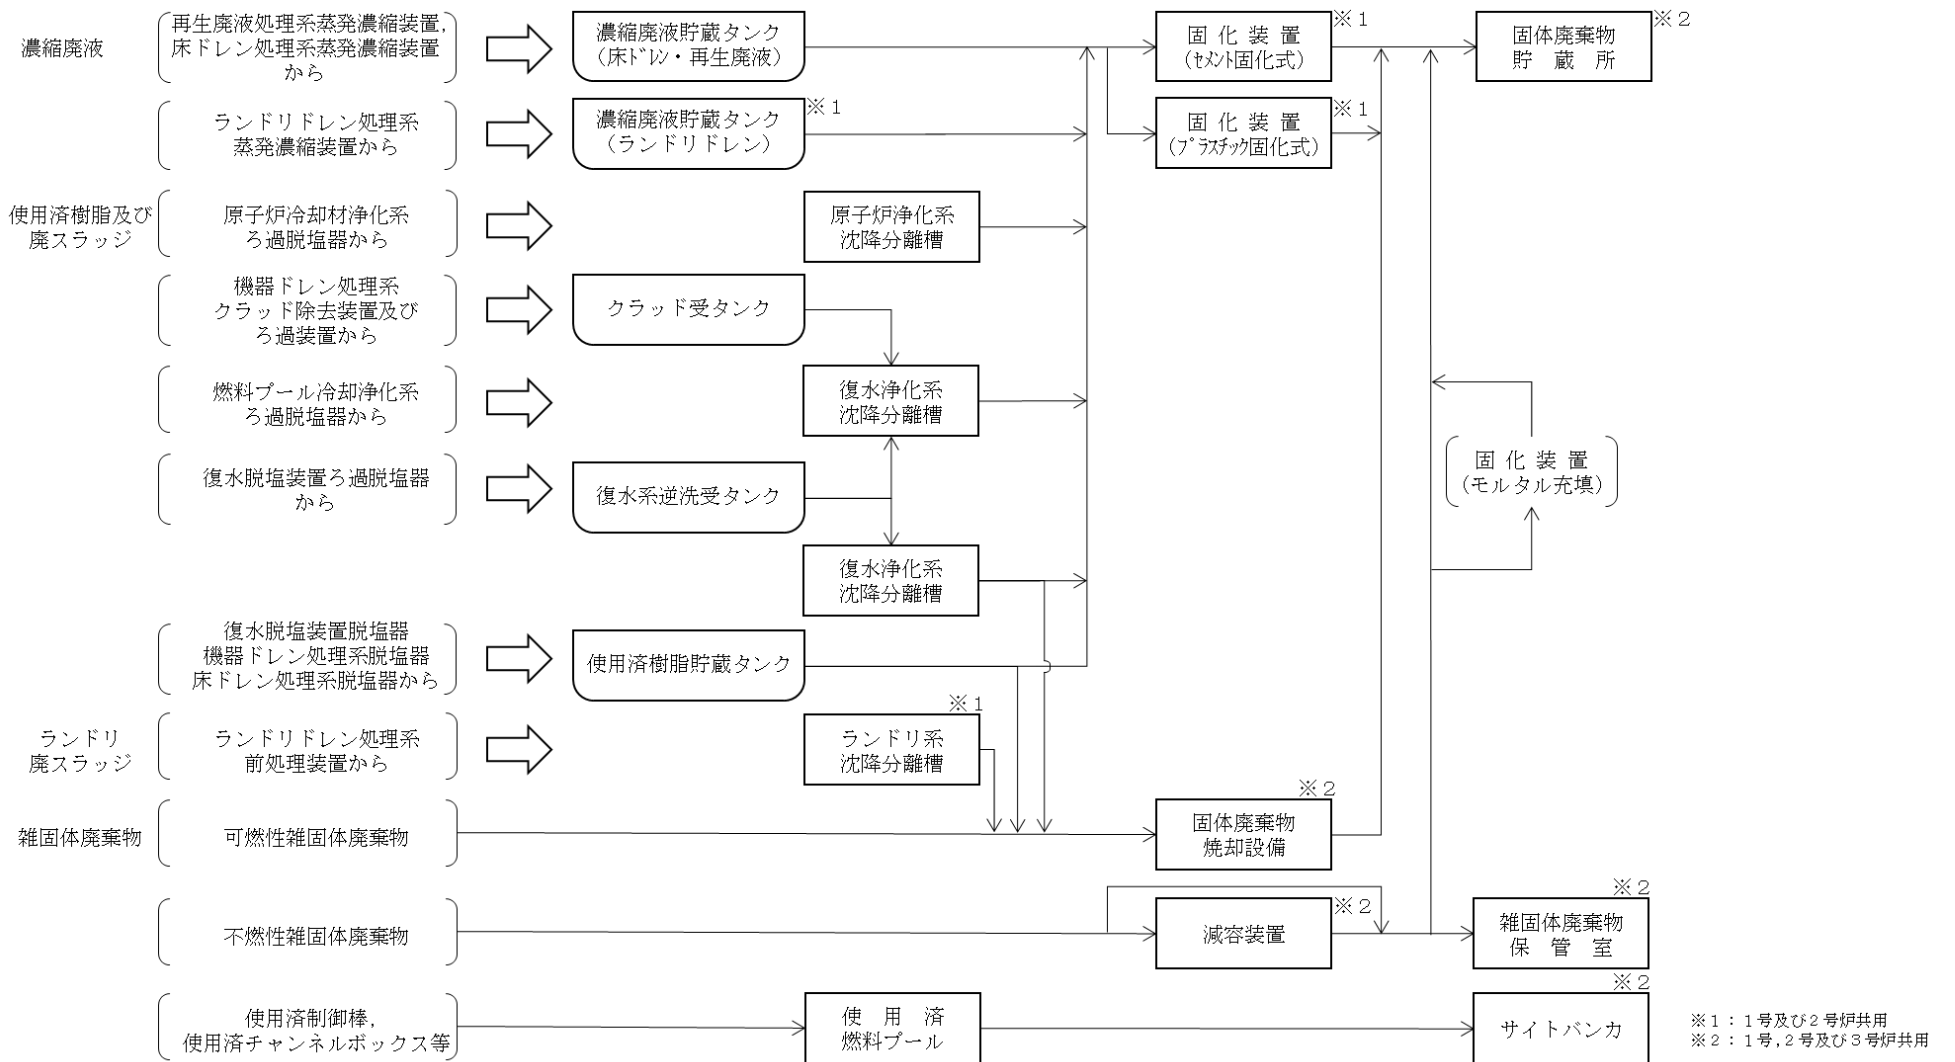 濃縮廃液
再生廃液処理系蒸発濃縮装置,
床ドレン処理系蒸発濃縮装置
から
濃縮廃液貯蔵タンク
(床ﾄﾞﾚﾝ・再生廃液)
固化装置
(ｾﾒﾝﾄ固化式)
※1
固体廃棄物
貯蔵所
※2
ランドリドレン処理系
蒸発濃縮装置から
濃縮廃液貯蔵タンク
(ランドリドレン)
※1
固化装置
(ﾌﾟﾗｽﾁｯｸ固化式)
※1
使用済樹脂及び
廃スラッジ
原子炉冷却材浄化系
ろ過脱塩器から
原子炉浄化系
沈降分離槽
機器ドレン処理系
クラッド除去装置及び
ろ過装置から
クラッド受タンク
燃料プール冷却浄化系
ろ過脱塩器から
復水浄化系
沈降分離槽
復水脱塩装置ろ過脱塩器
から
復水系逆洗受タンク
固化装置
(モルタル充填)
復水浄化系
沈降分離槽
復水脱塩装置脱塩器
機器ドレン処理系脱塩器
床ドレン処理系脱塩器から
使用済樹脂貯蔵タンク
ランドリ
廃スラッジ
ランドリドレン処理系
前処理装置から
※1
ランドリ系
沈降分離槽
雑固体廃棄物
可燃性雑固体廃棄物
※2
固体廃棄物
焼却設備
不燃性雑固体廃棄物
減容装置
※2
※2
雑固体廃棄物
保管室
使用済制御棒,
使用済チャンネルボックス等
使用済
燃料プール
※2
サイトバンカ
※1：1号及び2号炉共用
※2：1号,2号及び3号炉共用